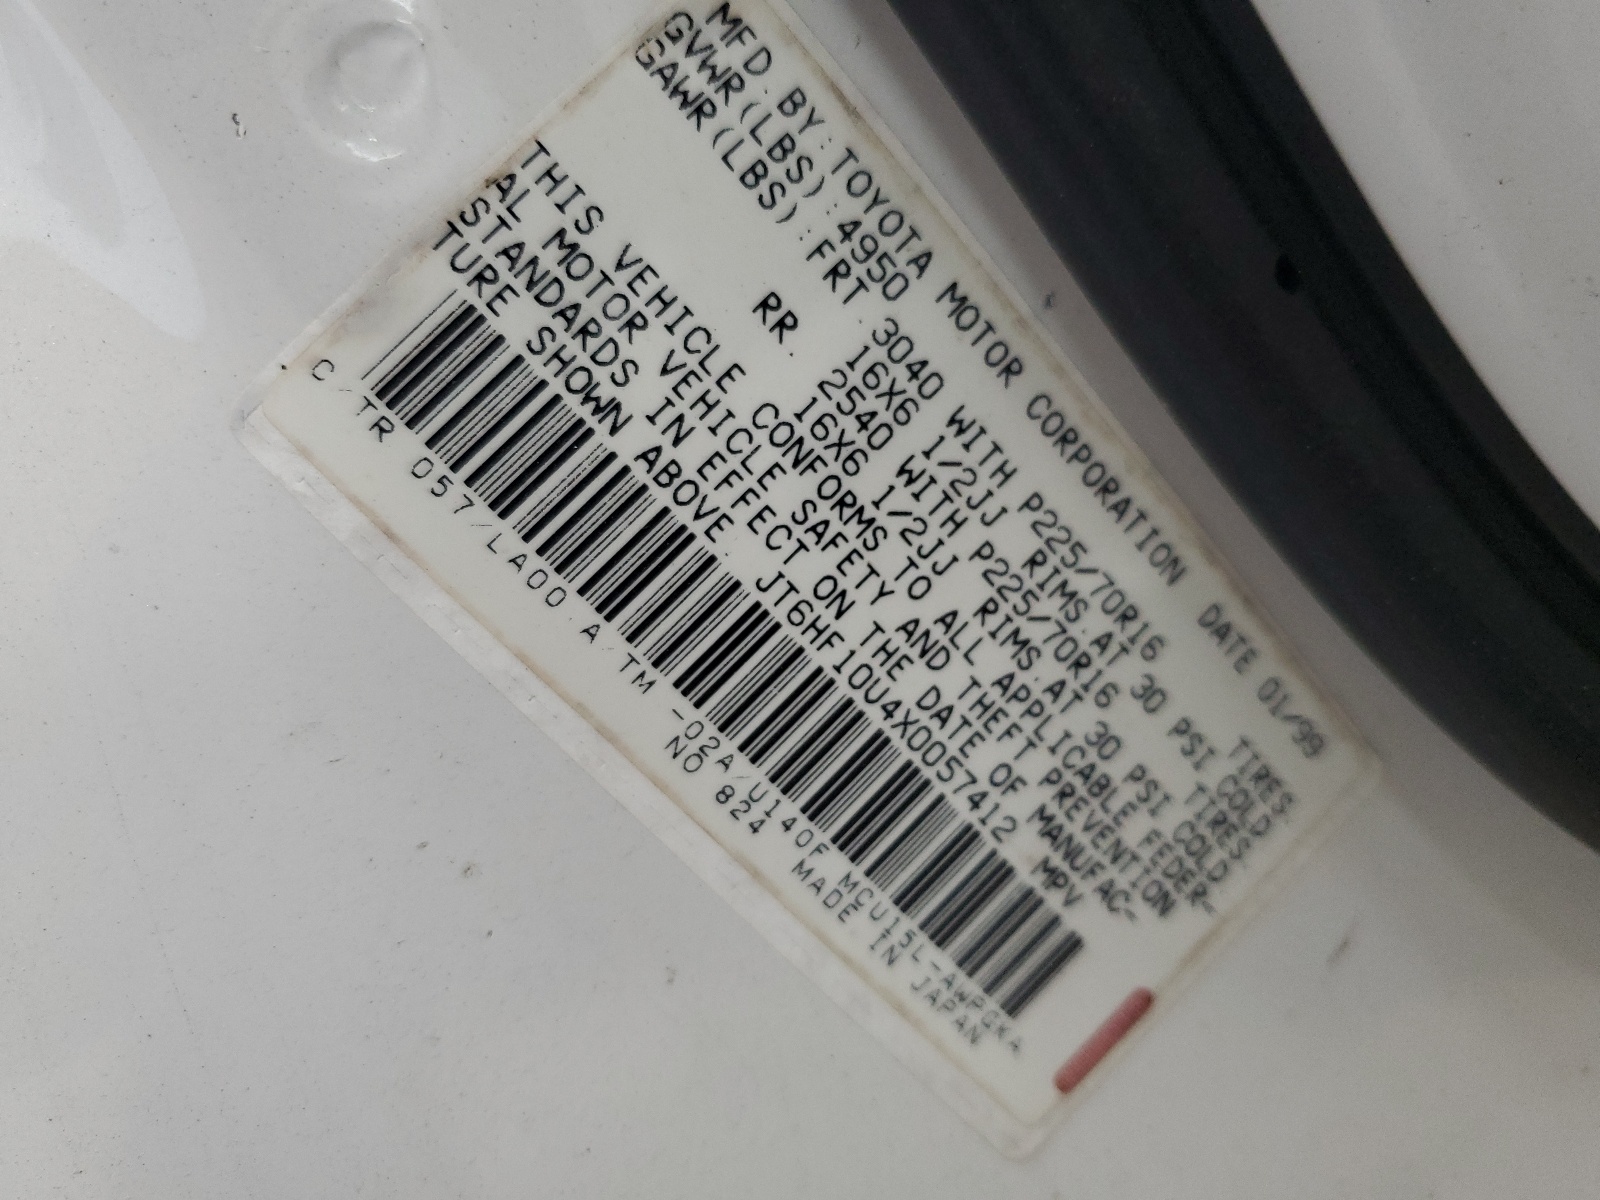 MFD. BY: TOYOTA MOTOR CORPORATION DATE 01/99
GVWR(LBS):4950
GAWR(LBS):FRT. 3040 WITH P225/70R16 TIRES.
16X6 1/2JJ RIMS.AT 30 PSI COLD.
RR. 2540 WITH P225/70R16 TIRES.
16X6 1/2JJ RIMS.AT 30 PSI COLD.
THIS VEHICLE CONFORMS TO ALL APPLICABLE FEDER-
AL MOTOR VEHICLE SAFETY AND THEFT PREVENTION
STANDARDS IN EFFECT ON THE DATE OF MANUFAC-
TURE SHOWN ABOVE. JT6HF10U4X0057412 MPV
C/TR 057/LA00 A TM -02A/U140F MCU15L-AWPGKA
NO 824 MADE IN JAPAN